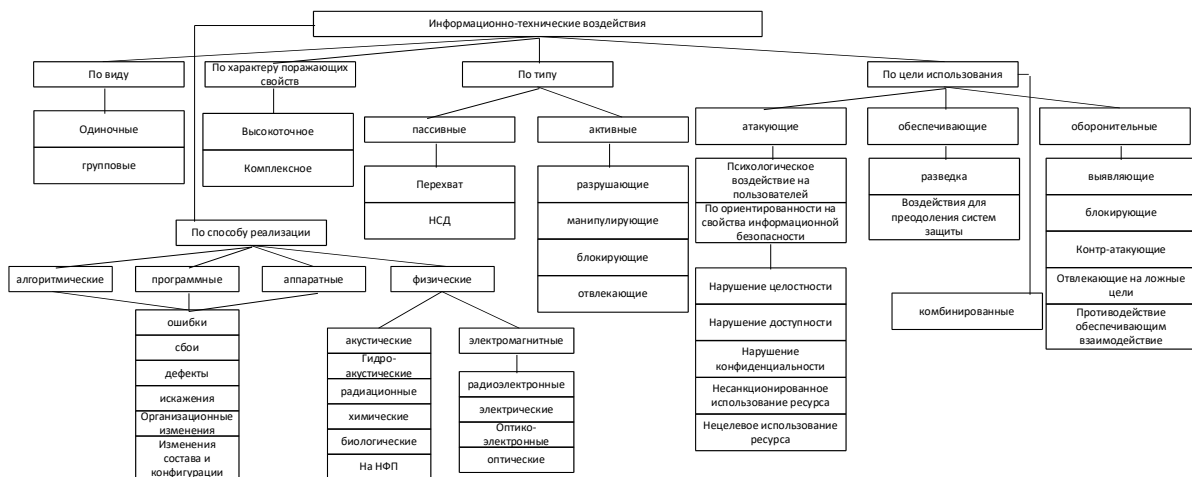 Информационно-технические воздействия
По виду
По характеру поражающих
свойств
По типу
По цели использования
Одиночные
групповые
Высокоточное
Комплексное
пассивные
активные
атакующие
обеспечивающие
оборонительные
Перехват
НСД
разрушающие
манипулирующие
блокирующие
отвлекающие
Психологическое
воздействие на
пользователей
По ориентированности на
свойства информационной
безопасности
разведка
Воздействия для
преодоления систем
защиты
выявляющие
блокирующие
Контр-атакующие
Отвлекающие на ложные
цели
Противодействие
обеспечивающим
взаимодействие
По способу реализации
алгоритмические
программные
аппаратные
физические
Нарушение целостности
Нарушение доступности
Нарушение
конфиденциальности
Несанкционированное
использование ресурса
Нецелевое использование
ресурса
комбинированные
ошибки
сбои
дефекты
искажения
Организационные
изменения
Изменения
состава и
конфигурации
акустические
Гидро-
акустические
радиационные
химические
биологические
На НФП
электромагнитные
радиоэлектронные
электрические
Оптико-
электронные
оптические